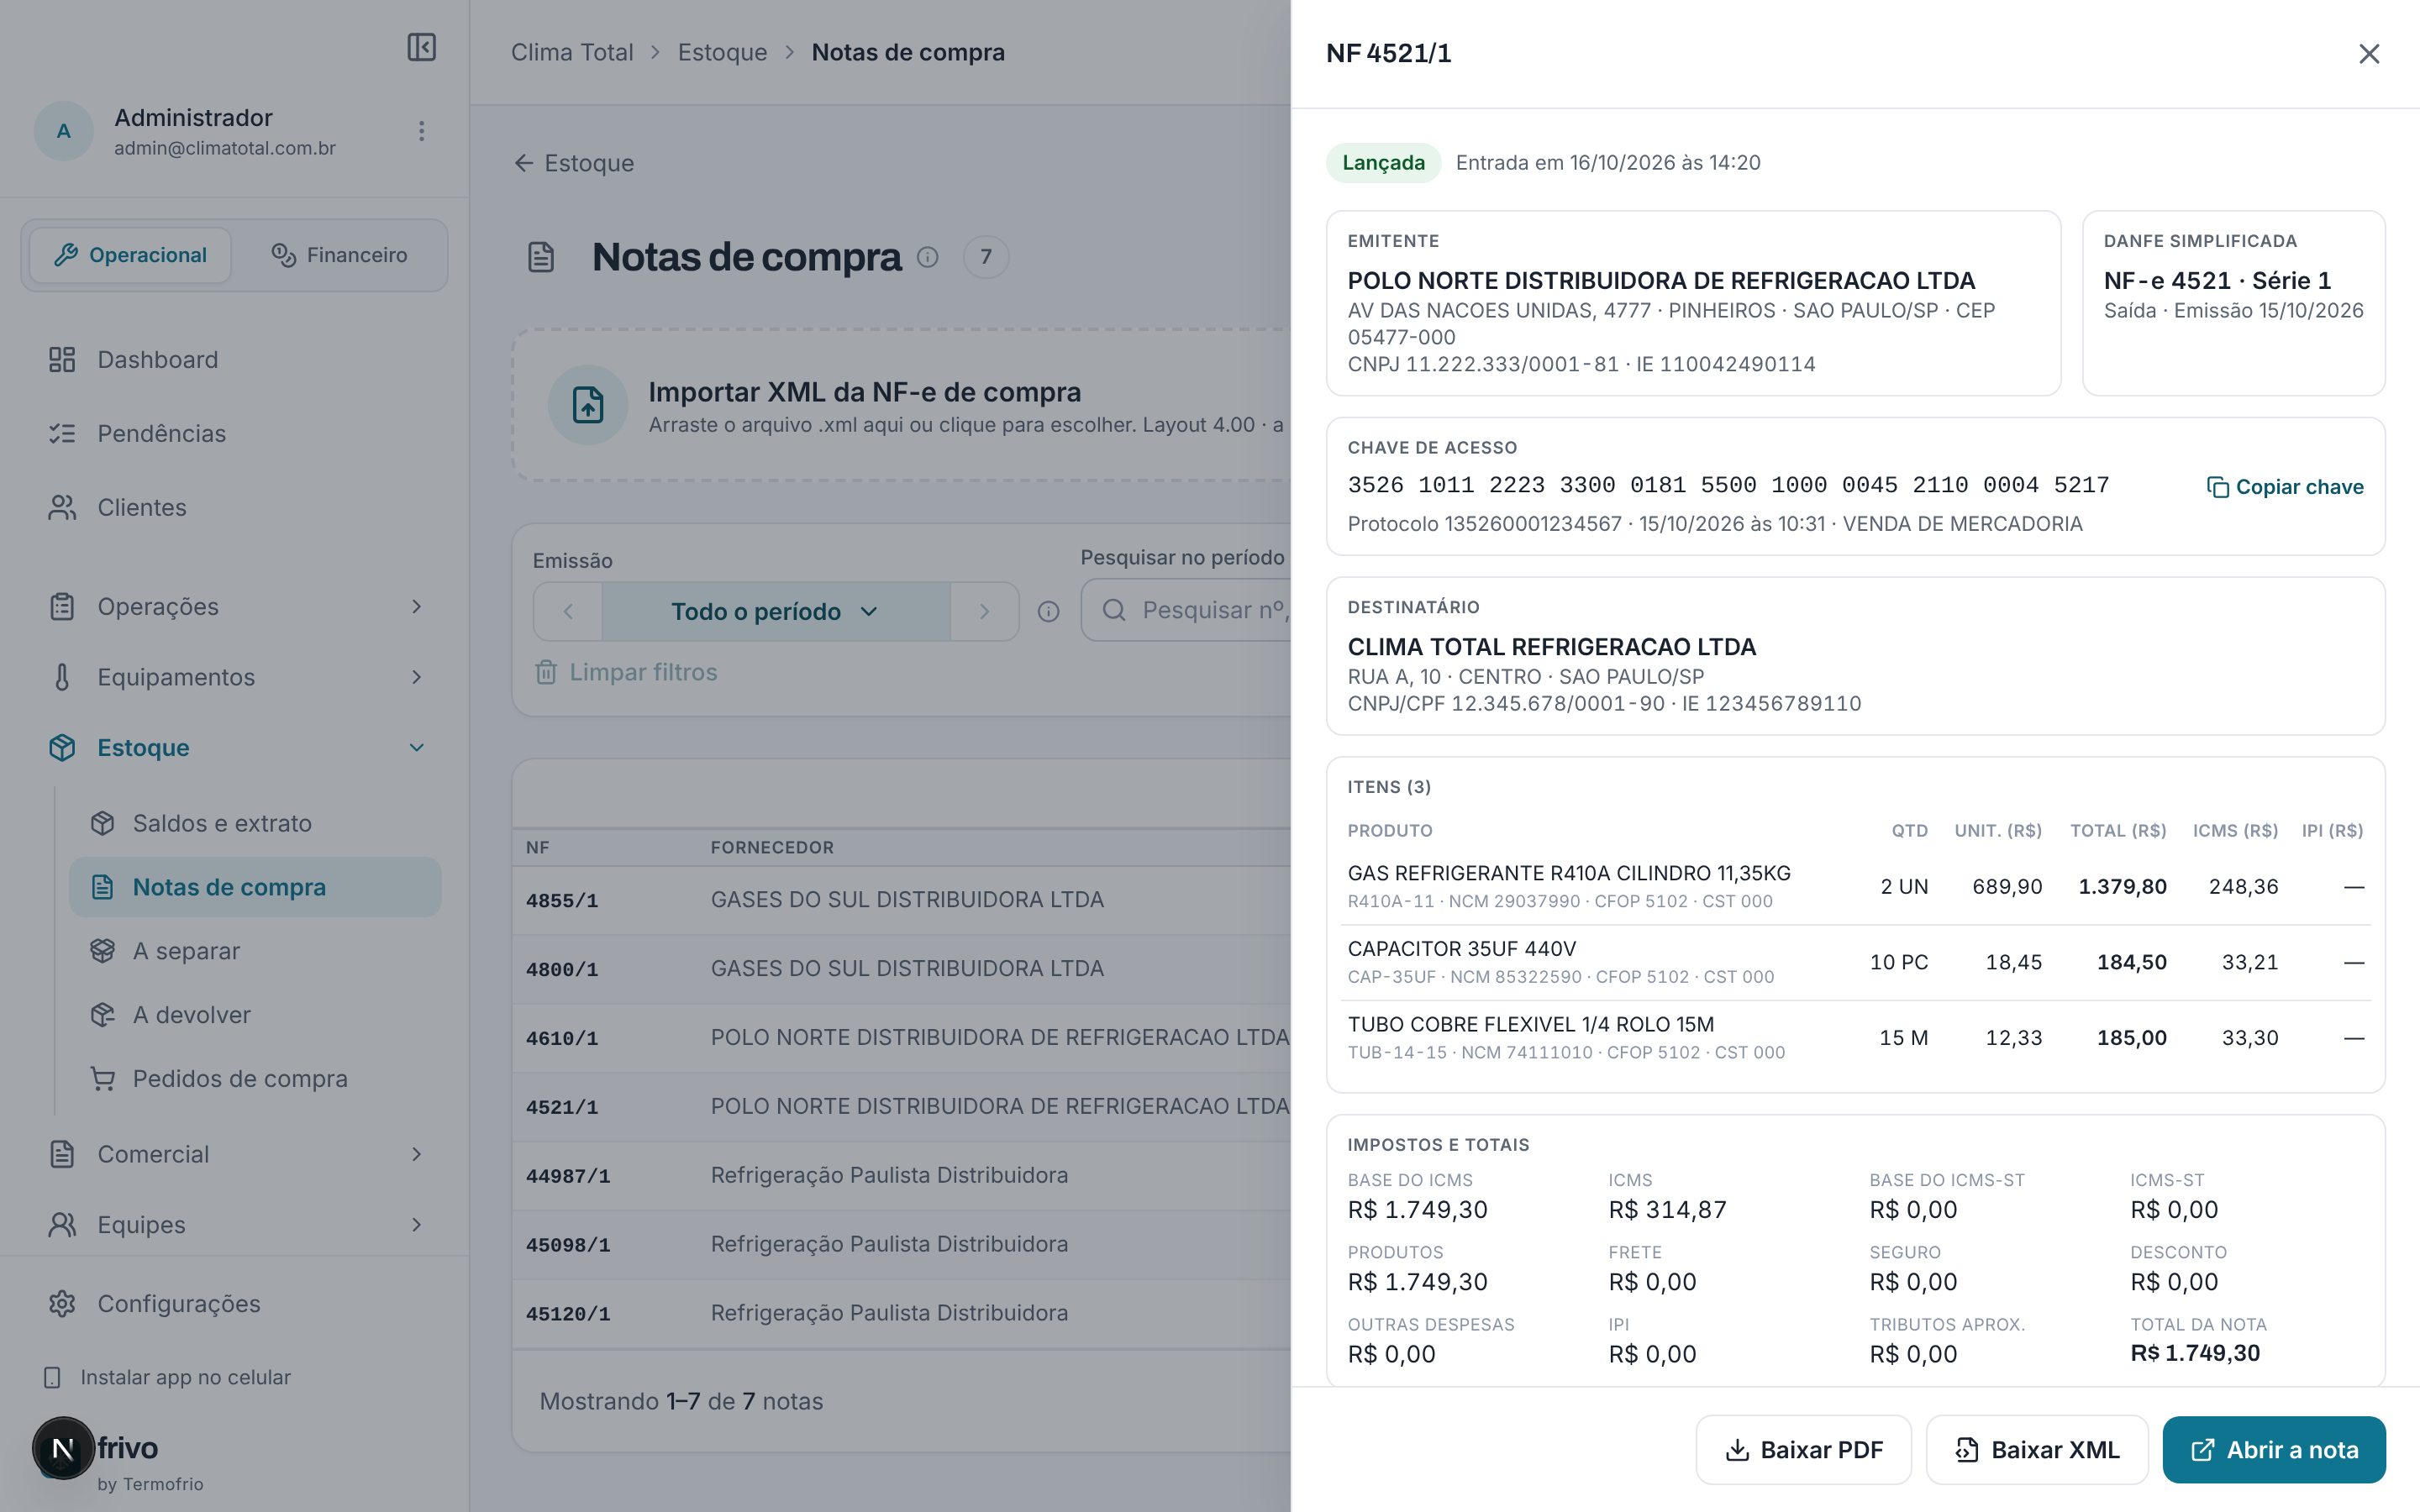 Administrador
admin@climatotal.com.br
A
Operacional
Financeiro
Dashboard
Pendências
Clientes
Operações
Equipamentos
Estoque
Saldos e extrato
Notas de compra
A separar
A devolver
Pedidos de compra
Comercial
Equipes
Configurações
Instalar app no celular
N
frivo
by Termofrio
Clima Total > Estoque > Notas de compra
← Estoque
Notas de compra 7
Importar XML da NF-e de compra
Arraste o arquivo .xml aqui ou clique para escolher. Layout 4.00 · a
Emissão
Todo o período
Pesquisar no período
Pesquisar nº,
Limpar filtros
NF FORNECEDOR
4855/1 GASES DO SUL DISTRIBUIDORA LTDA
4800/1 GASES DO SUL DISTRIBUIDORA LTDA
4610/1 POLO NORTE DISTRIBUIDORA DE REFRIGERACAO LTDA
4521/1 POLO NORTE DISTRIBUIDORA DE REFRIGERACAO LTDA
44987/1 Refrigeração Paulista Distribuidora
45098/1 Refrigeração Paulista Distribuidora
45120/1 Refrigeração Paulista Distribuidora
Mostrando 1–7 de 7 notas
NF 4521/1
Lançada Entrada em 16/10/2026 às 14:20
EMITENTE
POLO NORTE DISTRIBUIDORA DE REFRIGERACAO LTDA
AV DAS NACOES UNIDAS, 4777 · PINHEIROS · SAO PAULO/SP · CEP
05477-000
CNPJ 11.222.333/0001-81 · IE 110042490114
DANFE SIMPLIFICADA
NF-e 4521 · Série 1
Saída · Emissão 15/10/2026
CHAVE DE ACESSO
3526 1011 2223 3300 0181 5500 1000 0045 2110 0004 5217
Copiar chave
Protocolo 135260001234567 · 15/10/2026 às 10:31 · VENDA DE MERCADORIA
DESTINATÁRIO
CLIMA TOTAL REFRIGERACAO LTDA
RUA A, 10 · CENTRO · SAO PAULO/SP
CNPJ/CPF 12.345.678/0001-90 · IE 123456789110
ITENS (3)
PRODUTO QTD UNIT. (R$) TOTAL (R$) ICMS (R$) IPI (R$)
GAS REFRIGERANTE R410A CILINDRO 11,35KG
R410A-11 · NCM 29037990 · CFOP 5102 · CST 000
2 UN 689,90 1.379,80 248,36 —
CAPACITOR 35UF 440V
CAP-35UF · NCM 85322590 · CFOP 5102 · CST 000
10 PC 18,45 184,50 33,21 —
TUBO COBRE FLEXIVEL 1/4 ROLO 15M
TUB-14-15 · NCM 74111010 · CFOP 5102 · CST 000
15 M 12,33 185,00 33,30 —
IMPOSTOS E TOTAIS
BASE DO ICMS ICMS BASE DO ICMS-ST ICMS-ST
R$ 1.749,30 R$ 314,87 R$ 0,00 R$ 0,00
PRODUTOS FRETE SEGURO DESCONTO
R$ 1.749,30 R$ 0,00 R$ 0,00 R$ 0,00
OUTRAS DESPESAS IPI TRIBUTOS APROX. TOTAL DA NOTA
R$ 0,00 R$ 0,00 R$ 0,00 R$ 1.749,30
Baixar PDF
Baixar XML
Abrir a nota